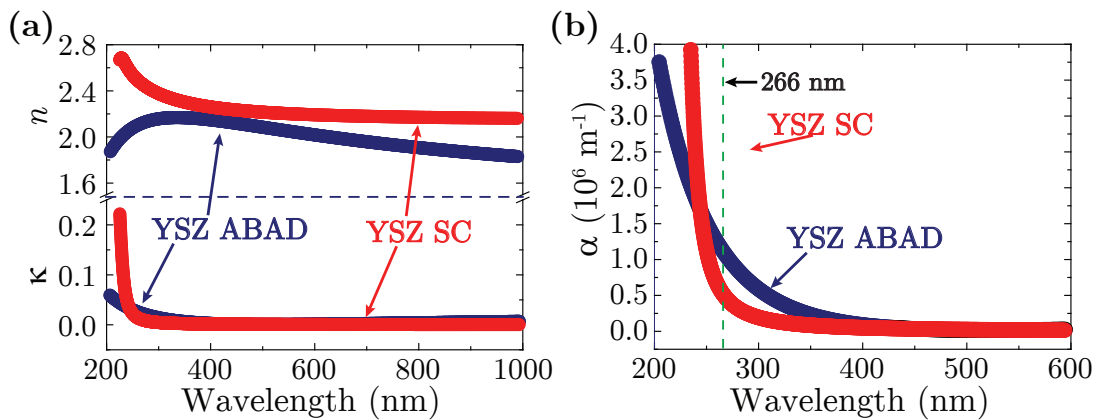 (a)
2.8
2.4
2.0
1.6
n
0.2
0.1
0.0
κ
YSZ ABAD
YSZ SC
200 400 600 800 1000
Wavelength (nm)
(b)
4.0
3.5
3.0
2.5
2.0
1.5
1.0
0.5
0.0
α (10⁶ m⁻¹)
266 nm
YSZ SC
YSZ ABAD
200 300 400 500 600
Wavelength (nm)